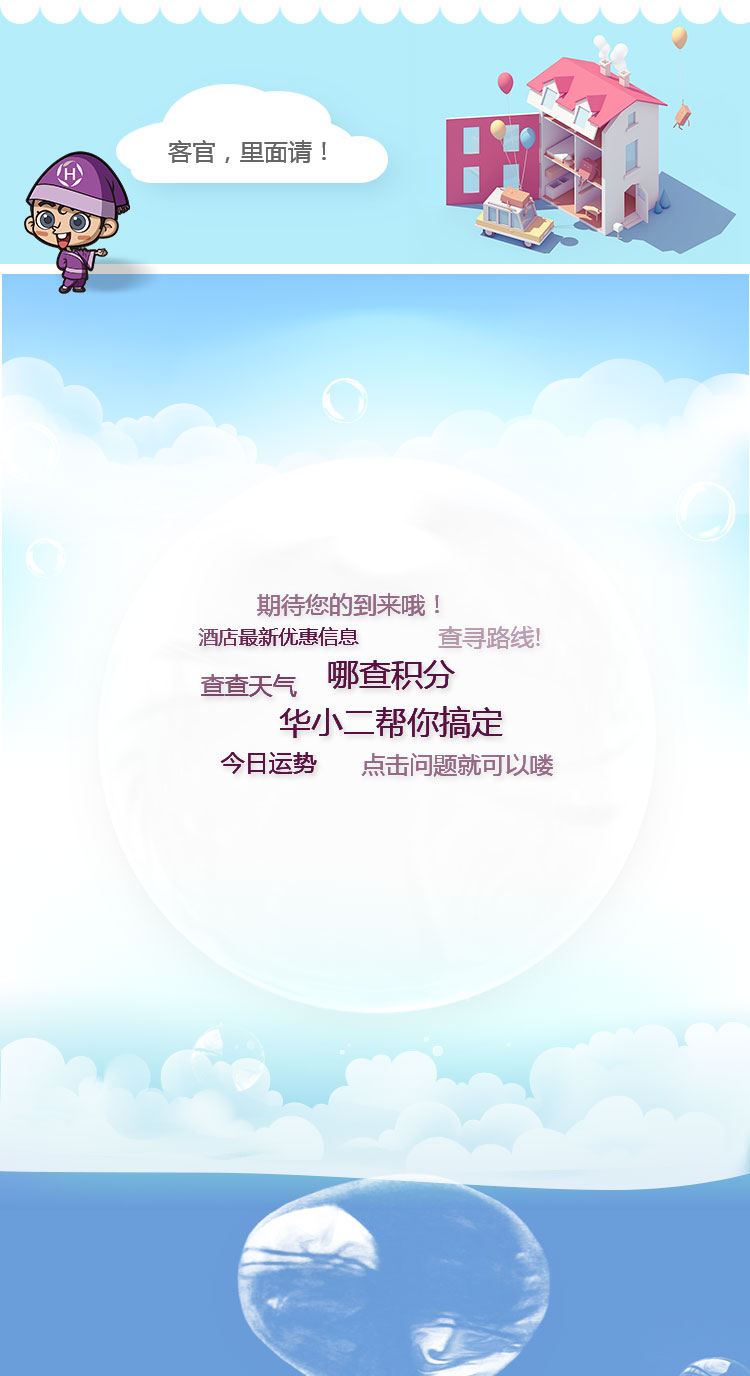 客官，里面请！
H
期待您的到来哦！
酒店最新优惠信息
查寻路线!
查查天气
哪查积分
华小二帮你搞定
今日运势
点击问题就可以喽